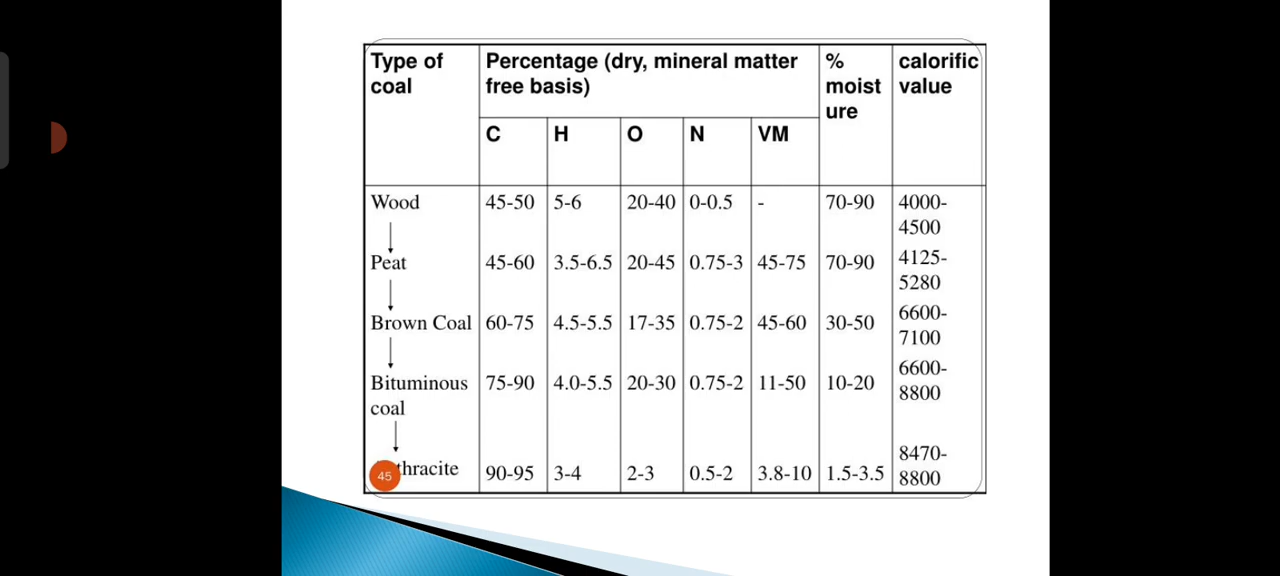 Type of coal Percentage (dry, mineral matter free basis) % moist ure calorific value
C H O N VM
Wood 45-50 5-6 20-40 0-0.5 - 70-90 4000-4500
Peat 45-60 3.5-6.5 20-45 0.75-3 45-75 70-90 4125-5280
Brown Coal 60-75 4.5-5.5 17-35 0.75-2 45-60 30-50 6600-7100
Bituminous coal 75-90 4.0-5.5 20-30 0.75-2 11-50 10-20 6600-8800
thracite 90-95 3-4 2-3 0.5-2 3.8-10 1.5-3.5 8470-8800
45